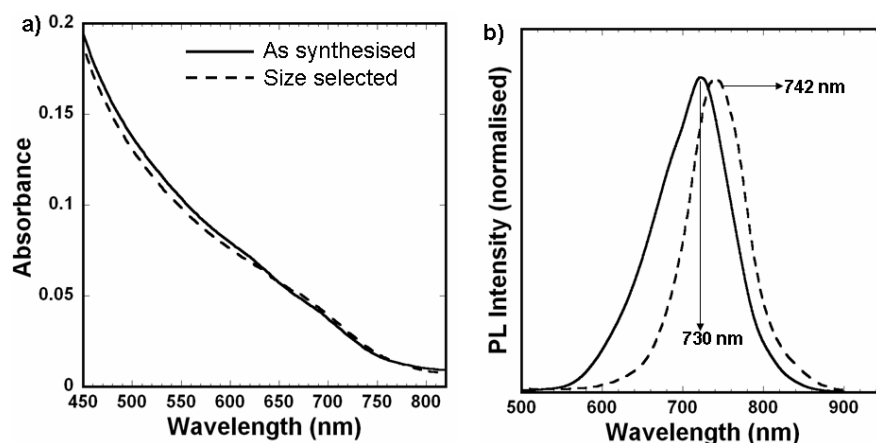 a)
0.2
0.15
0.1
0.05
0
Absorbance
As synthesised
Size selected
450 500 550 600 650 700 750 800
Wavelength (nm)
b)
PL Intensity (normalised)
742 nm
730 nm
500 600 700 800 900
Wavelength (nm)